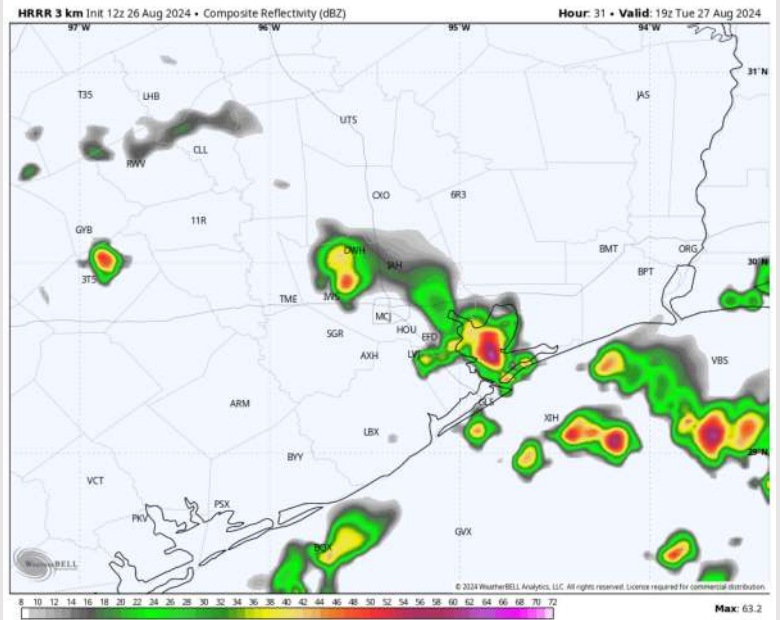 HRRR 3 km Init 12z 26 Aug 2024 • Composite Reflectivity (dBZ) Hour: 31 • Valid: 19z Tue 27 Aug 2024
97°W 96°W 95°W 94°W
31°N
T35 LHB JAS
UTS
CLL
RWV
CXO 6R3
11R
GYB
DWH BMT ORG
IAH 30°N
BPT
3T5
TME IWS
MCJ
SGR HOU EFD
AXH LVJ VBS
ARM GLS
XIH
LBX
BYY 29°N
VCT
PSX
PKV
GVX
BQX
WEATHERBELL
© 2024 WeatherBELL Analytics, LLC. All rights reserved. License required for commercial distribution.
8 10 12 14 16 18 20 22 24 26 28 30 32 34 36 38 40 42 44 46 48 50 52 54 56 58 60 62 64 66 68 70 72 Max: 63.2